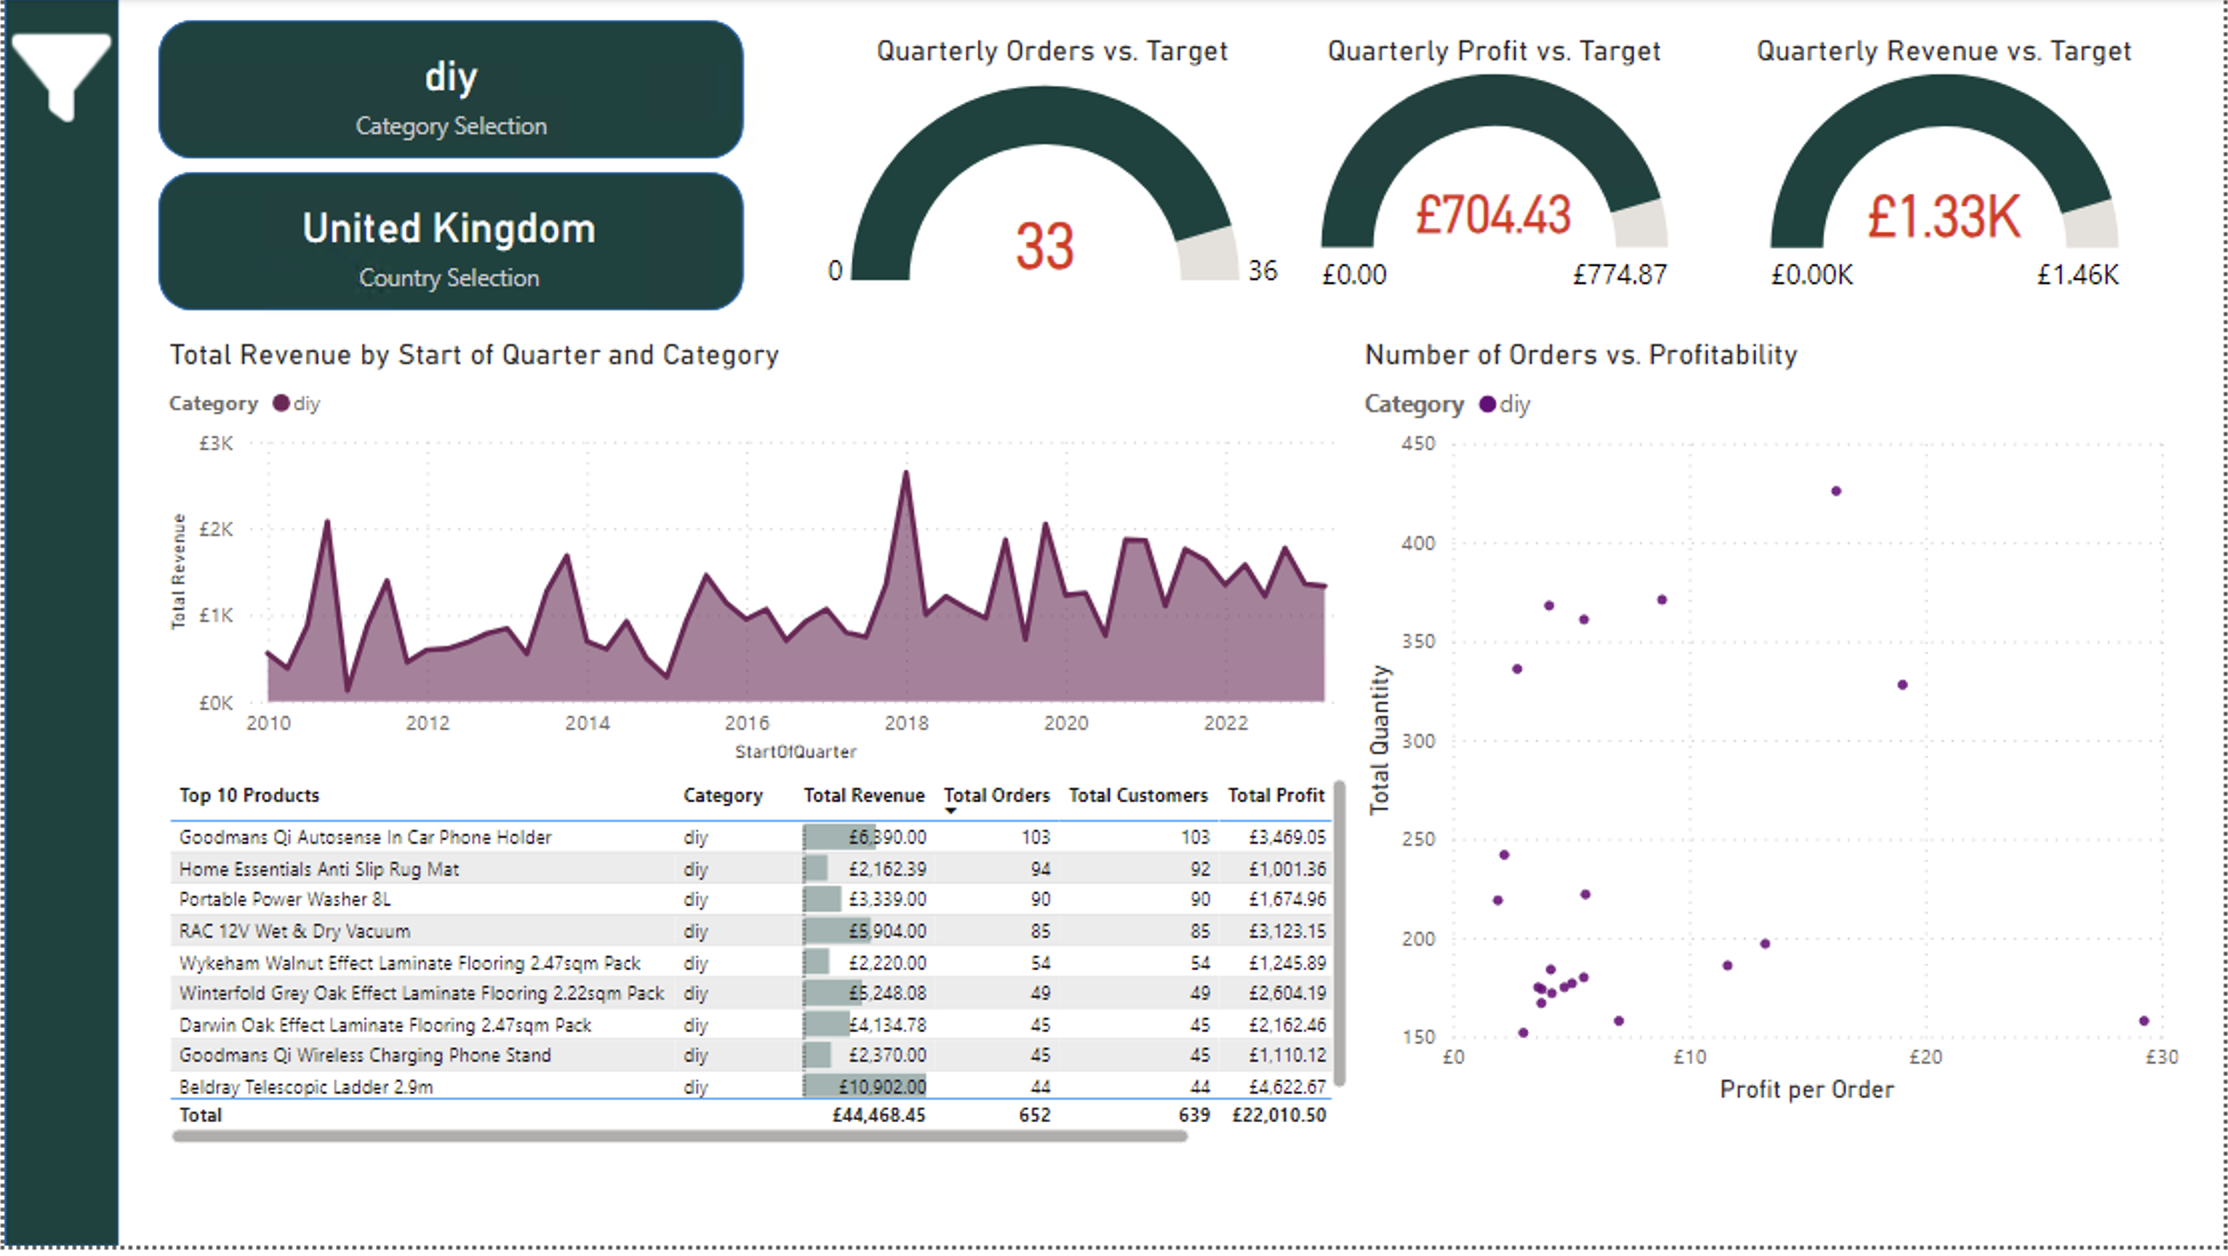 diy
Category Selection
United Kingdom
Country Selection
Quarterly Orders vs. Target
33
0
36
Quarterly Profit vs. Target
£704.43
£0.00
£774.87
Quarterly Revenue vs. Target
£1.33K
£0.00K
£1.46K
Total Revenue by Start of Quarter and Category
Category diy
£3K
£2K
£1K
£0K
Total Revenue
2010 2012 2014 2016 2018 2020 2022
StartOfQuarter
Top 10 Products Category Total Revenue Total Orders Total Customers Total Profit
Goodmans Qi Autosense In Car Phone Holder diy £6,390.00 103 103 £3,469.05
Home Essentials Anti Slip Rug Mat diy £2,162.39 94 92 £1,001.36
Portable Power Washer 8L diy £3,339.00 90 90 £1,674.96
RAC 12V Wet & Dry Vacuum diy £5,904.00 85 85 £3,123.15
Wykeham Walnut Effect Laminate Flooring 2.47sqm Pack diy £2,220.00 54 54 £1,245.89
Winterfold Grey Oak Effect Laminate Flooring 2.22sqm Pack diy £5,248.08 49 49 £2,604.19
Darwin Oak Effect Laminate Flooring 2.47sqm Pack diy £4,134.78 45 45 £2,162.46
Goodmans Qi Wireless Charging Phone Stand diy £2,370.00 45 45 £1,110.12
Beldray Telescopic Ladder 2.9m diy £10,902.00 44 44 £4,622.67
Total £44,468.45 652 639 £22,010.50
Number of Orders vs. Profitability
Category diy
450
400
350
300
250
200
150
Total Quantity
£0 £10 £20 £30
Profit per Order